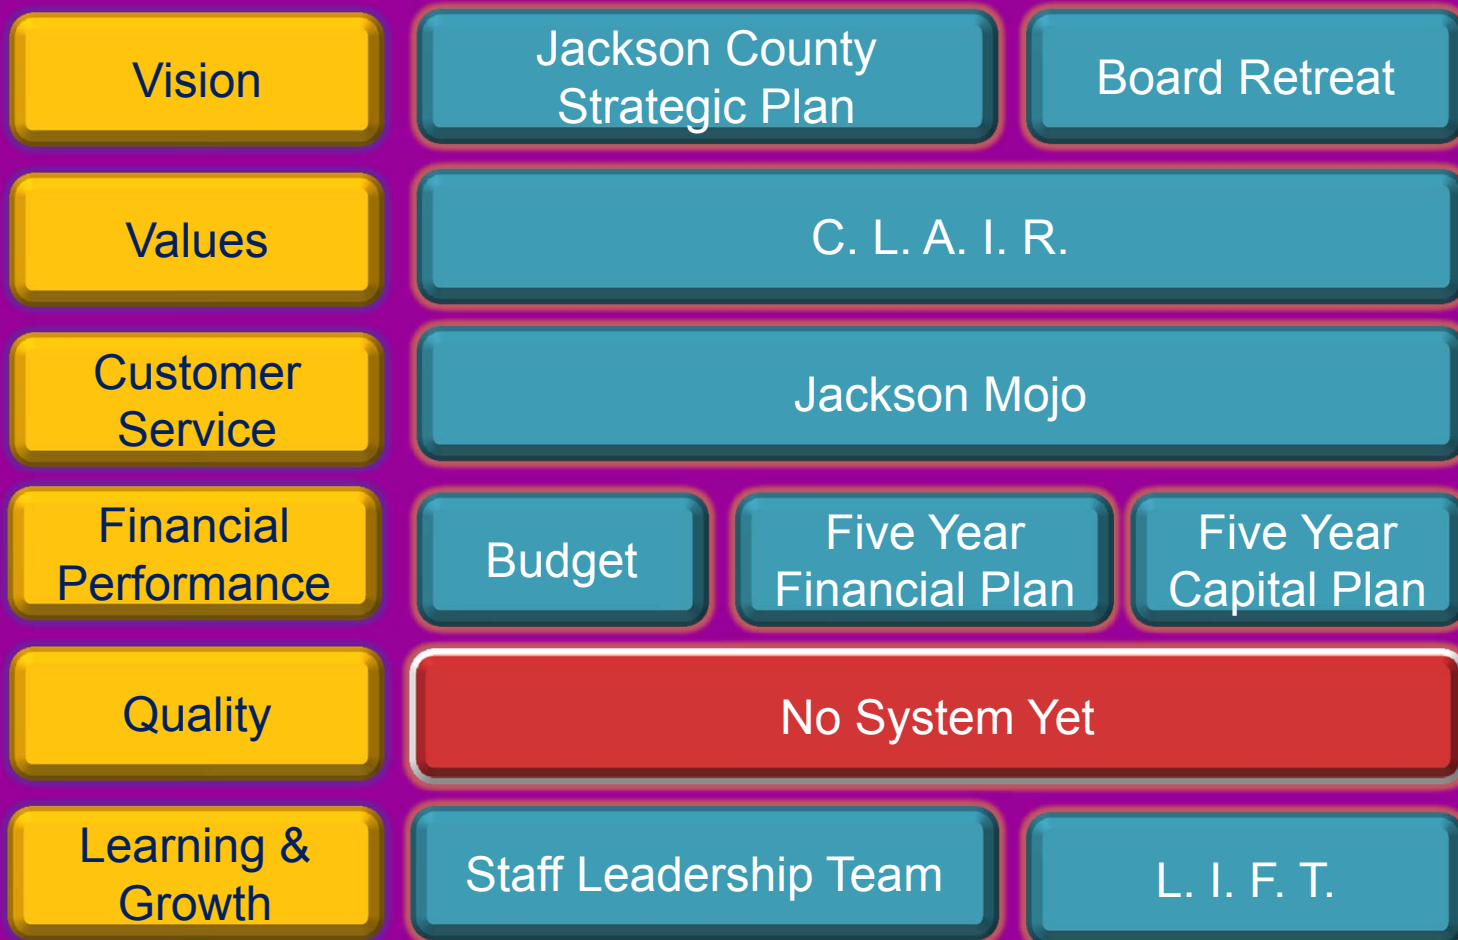 Vision
Jackson County
Strategic Plan
Board Retreat
Values
C. L. A. I. R.
Customer
Service
Jackson Mojo
Financial
Performance
Budget
Five Year
Financial Plan
Five Year
Capital Plan
Quality
No System Yet
Learning &
Growth
Staff Leadership Team
L. I. F. T.